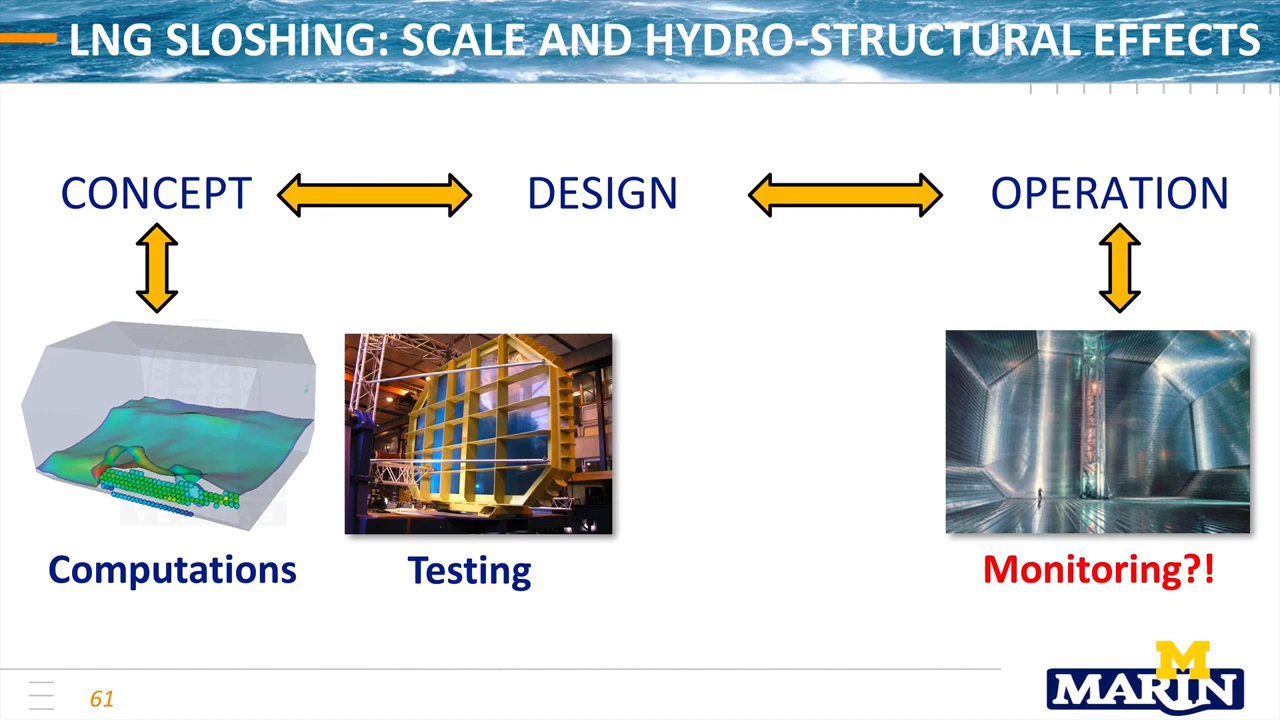 LNG SLOSHING: SCALE AND HYDRO-STRUCTURAL EFFECTS
CONCEPT
DESIGN
OPERATION
Computations
Testing
Monitoring?!
61
M
MARIN